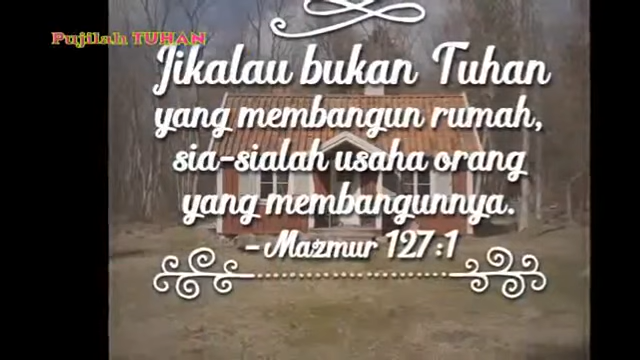 Pujilah TUHAN
Jikalau bukan Tuhan
yang membangun rumah,
sia-sialah usaha orang
yang membangunnya.
- Mazmur 127:1